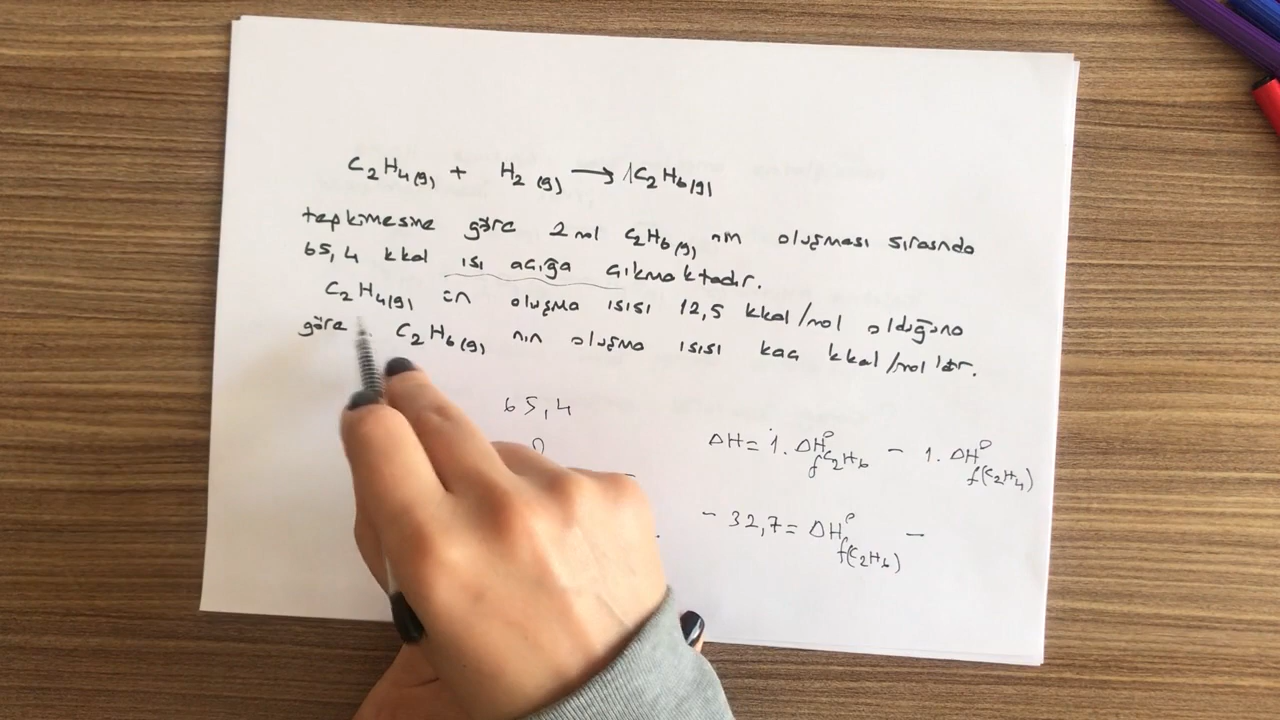 C₂H₄(g) + H₂ (g) → 1C₂H₆(g)
tepkimesine göre 2 mol C₂H₆(g) nın oluşması sırasında
65,4 kkal ısı açığa çıkmaktadır.
C₂H₄(g) ün oluşma ısısı 12,5 kkal/mol olduğuna
göre C₂H₆(g) nın oluşma ısısı kaç kkal/mol'dür.
65,4
ΔH = 1. ΔH°f C₂H₆ - 1. ΔH°f(C₂H₄)
- 32,7 = ΔH°f(C₂H₆) -